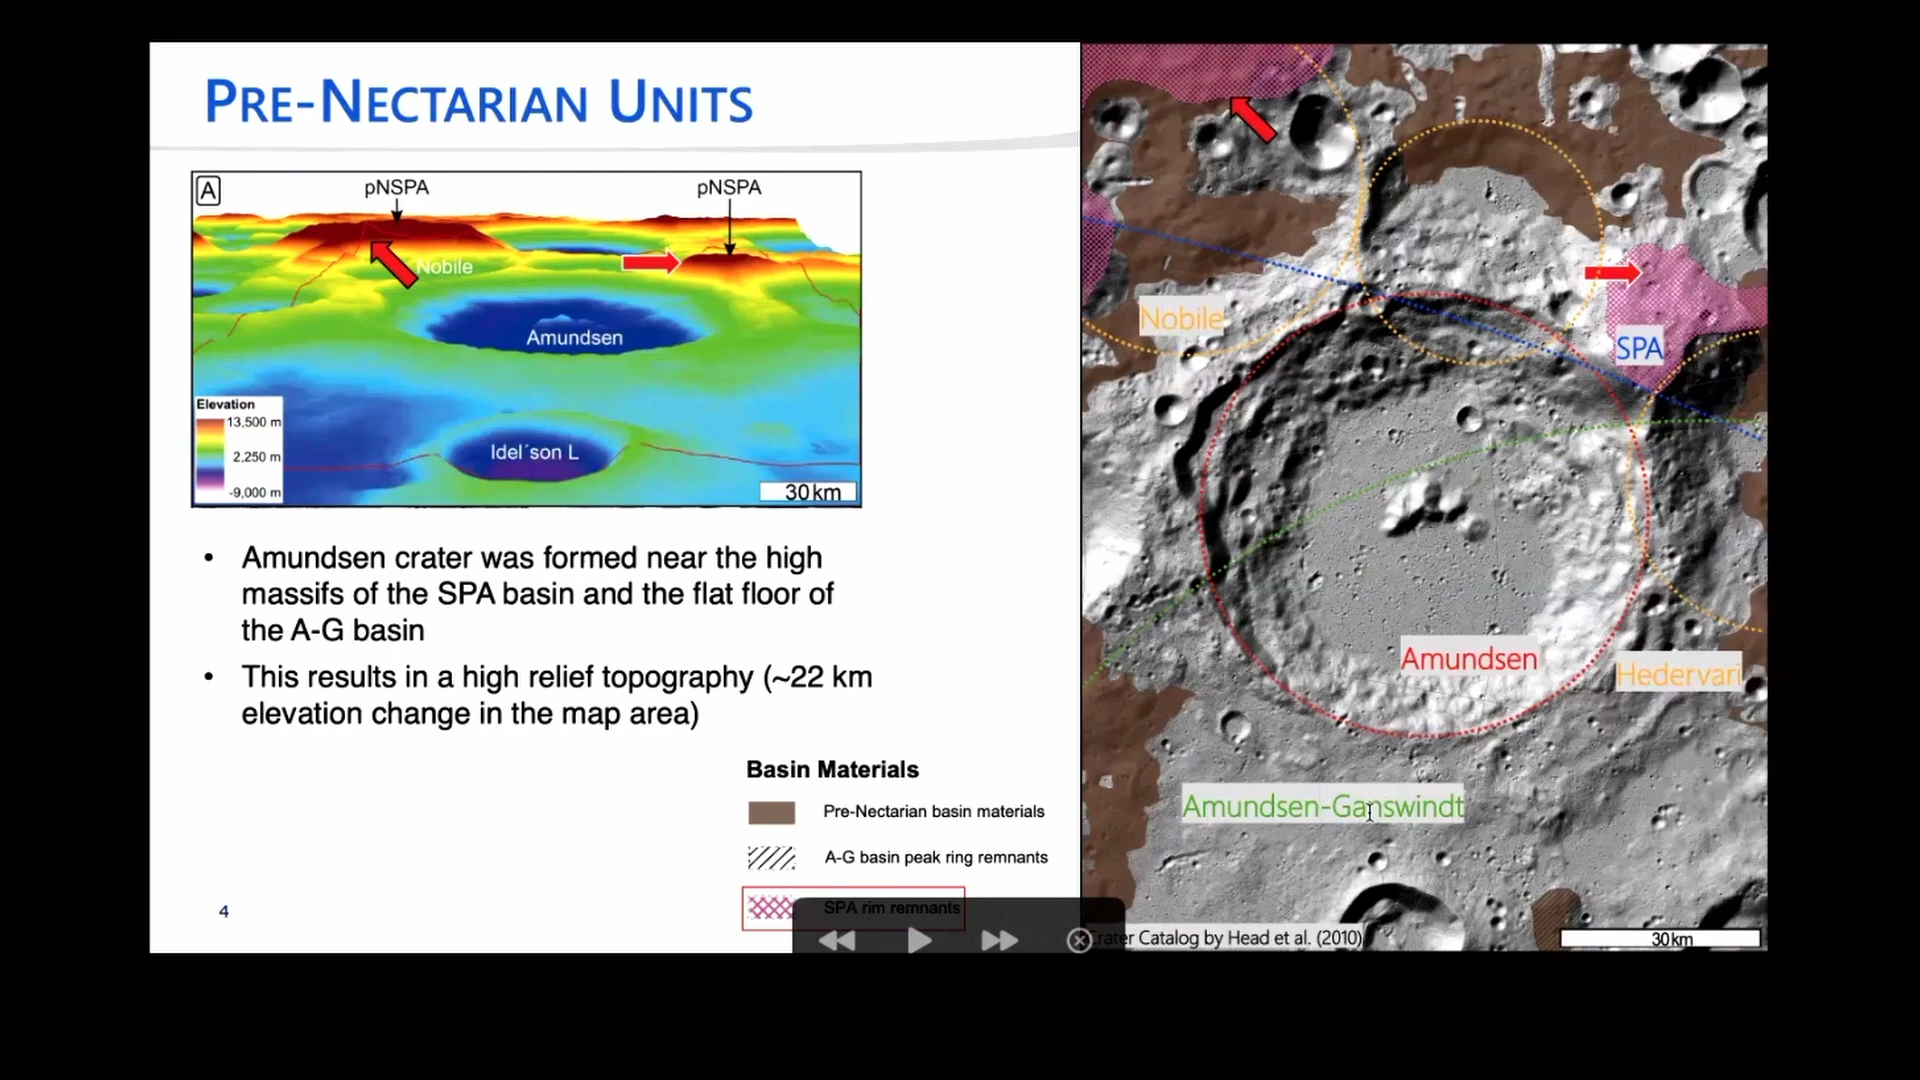 PRE-NECTARIAN UNITS
A
pNSPA
pNSPA
Nobile
Amundsen
Idel´son L
Elevation
13,500 m
2,250 m
-9,000 m
30 km
• Amundsen crater was formed near the high
massifs of the SPA basin and the flat floor of
the A-G basin
• This results in a high relief topography (~22 km
elevation change in the map area)
Basin Materials
Pre-Nectarian basin materials
A-G basin peak ring remnants
SPA rim remnants
4
Nobile
SPA
Amundsen
Hedervari
Amundsen-Ganswindt
Crater Catalog by Head et al. (2010)
30 km